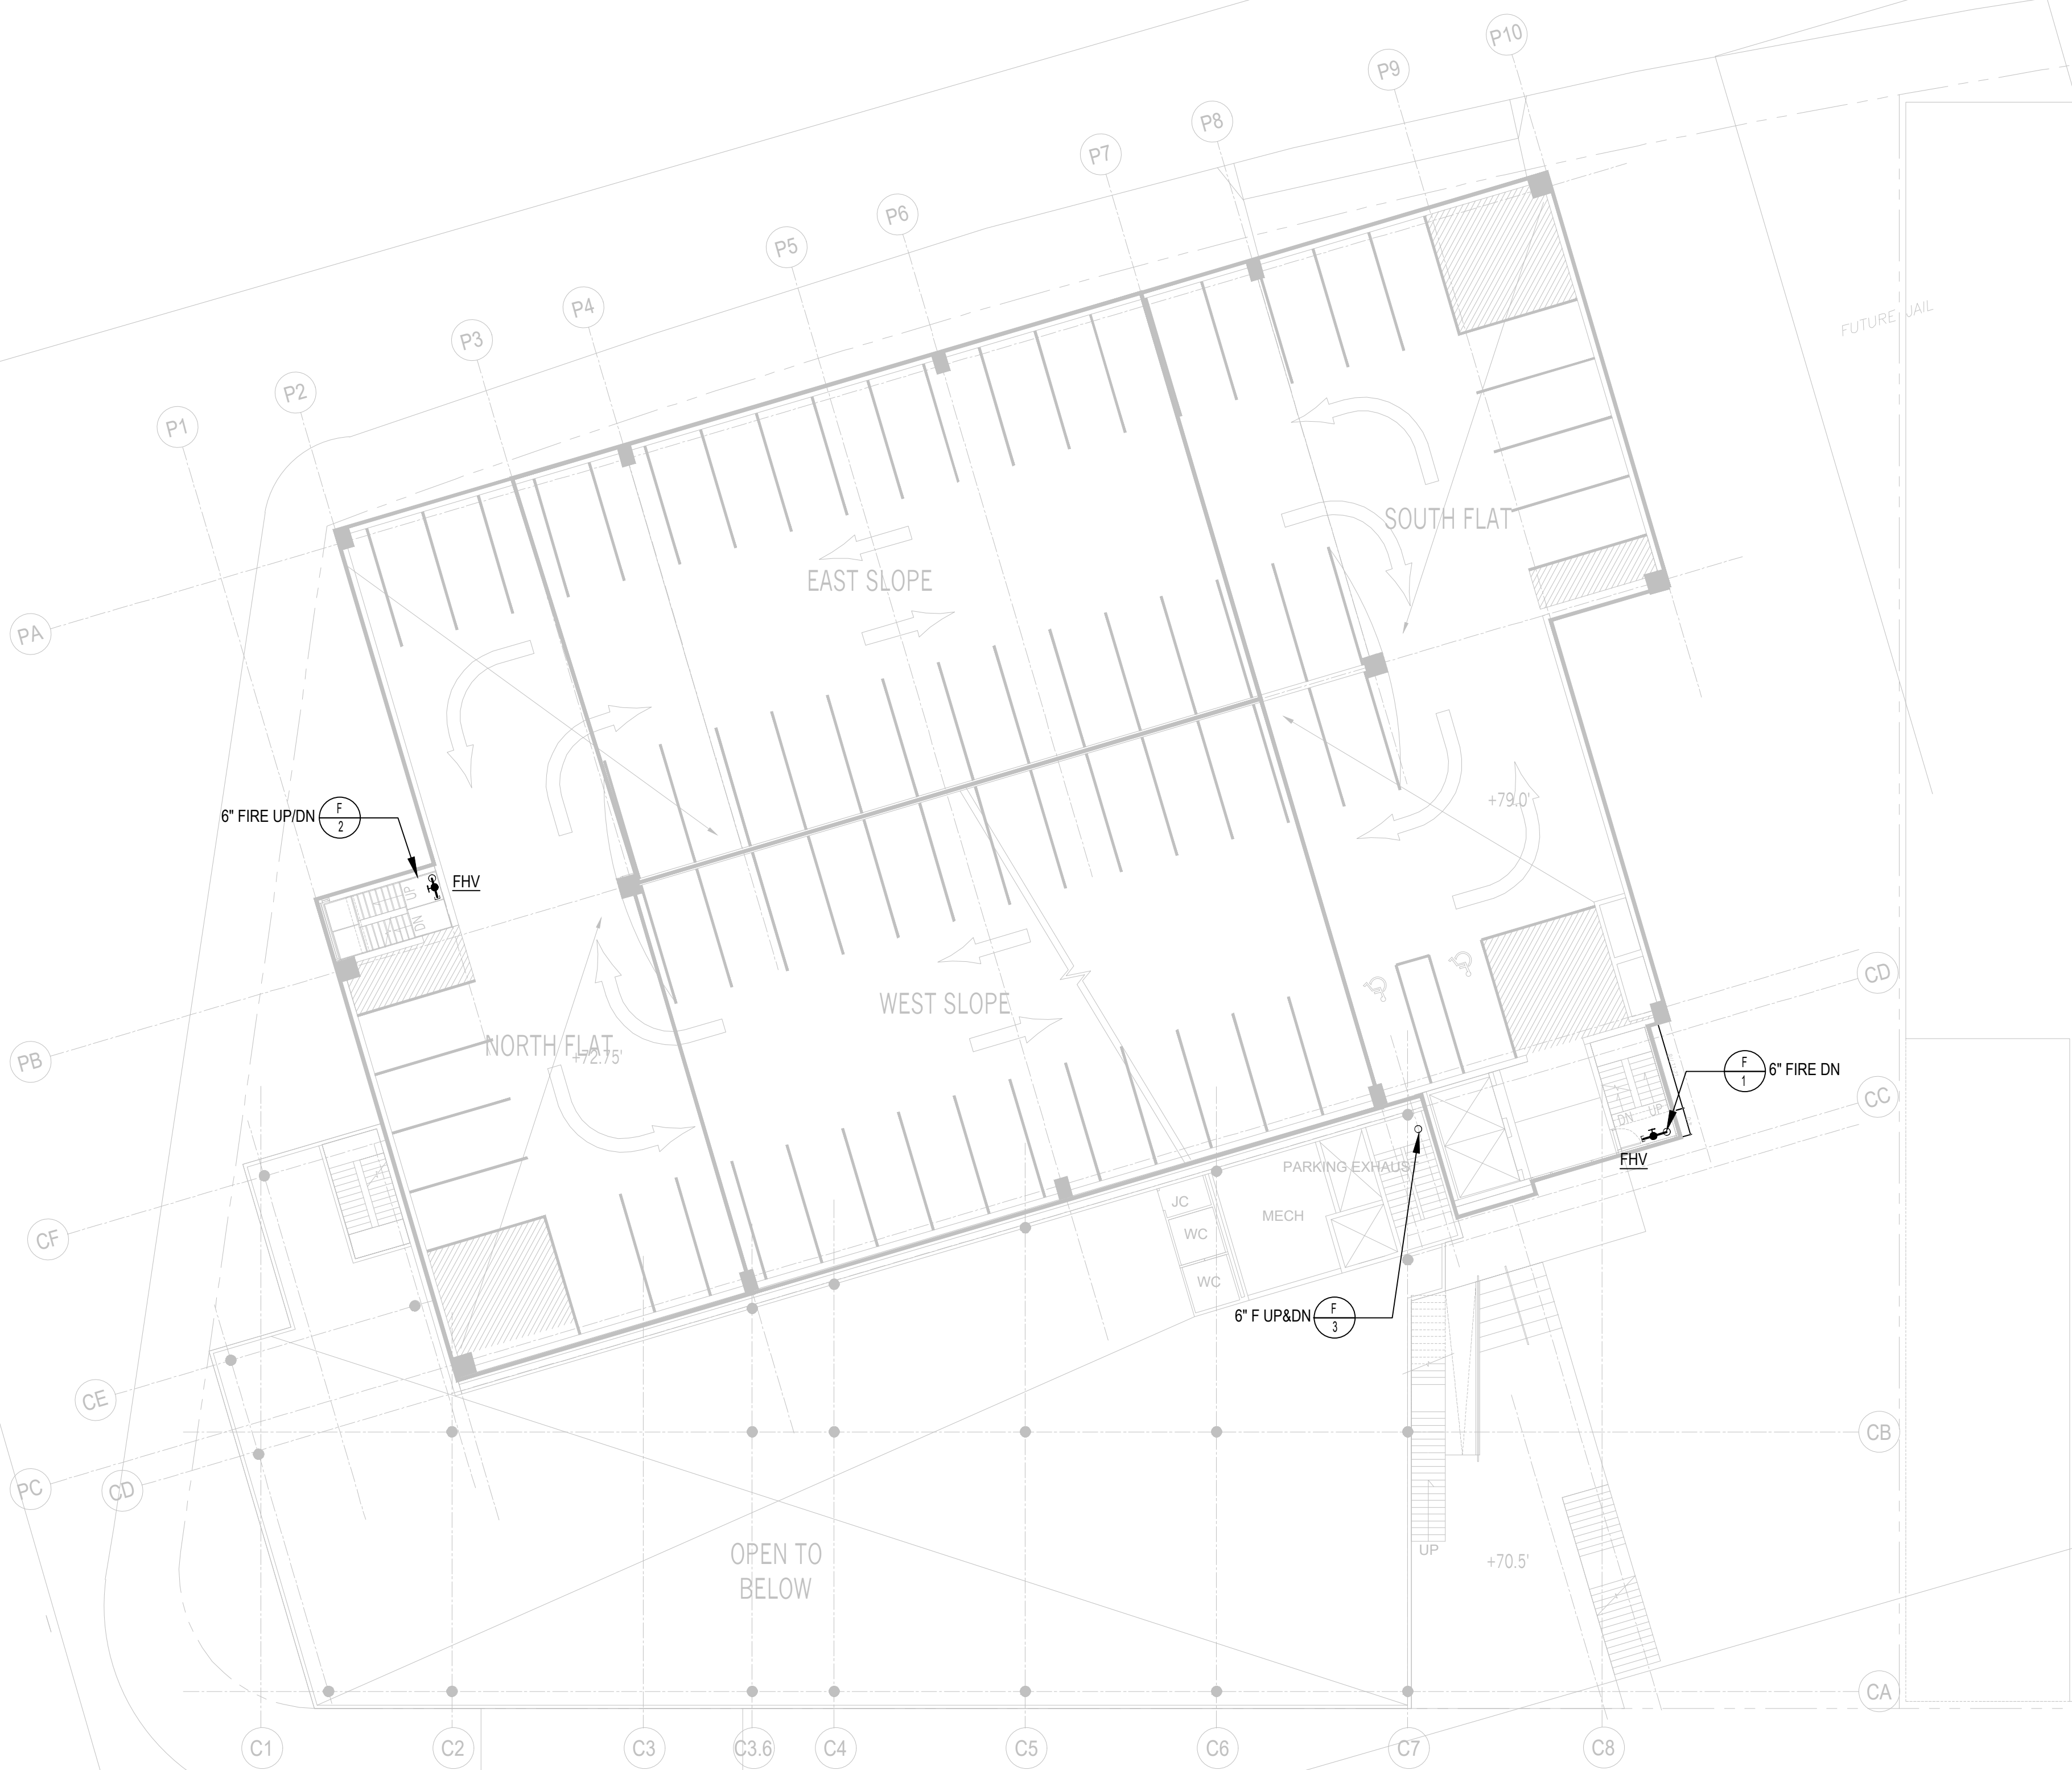 P10
P9
P8
P7
P6
P5
P4
P3
P2
P1
FUTURE JAIL
SOUTH FLAT
EAST SLOPE
PA
+79.0'
6" FIRE UP/DN
F
2
FHV
UP
DN
CD
WEST SLOPE
NORTH FLAT
+72.75'
PB
F
1
6" FIRE DN
CC
DN
UP
FHV
PARKING EXHAUST
JC
MECH
WC
WC
CF
6" F UP&DN
F
3
CE
CB
PC
CD
OPEN TO
BELOW
UP
+70.5'
CA
C1
C2
C3
C3.6
C4
C5
C6
C7
C8